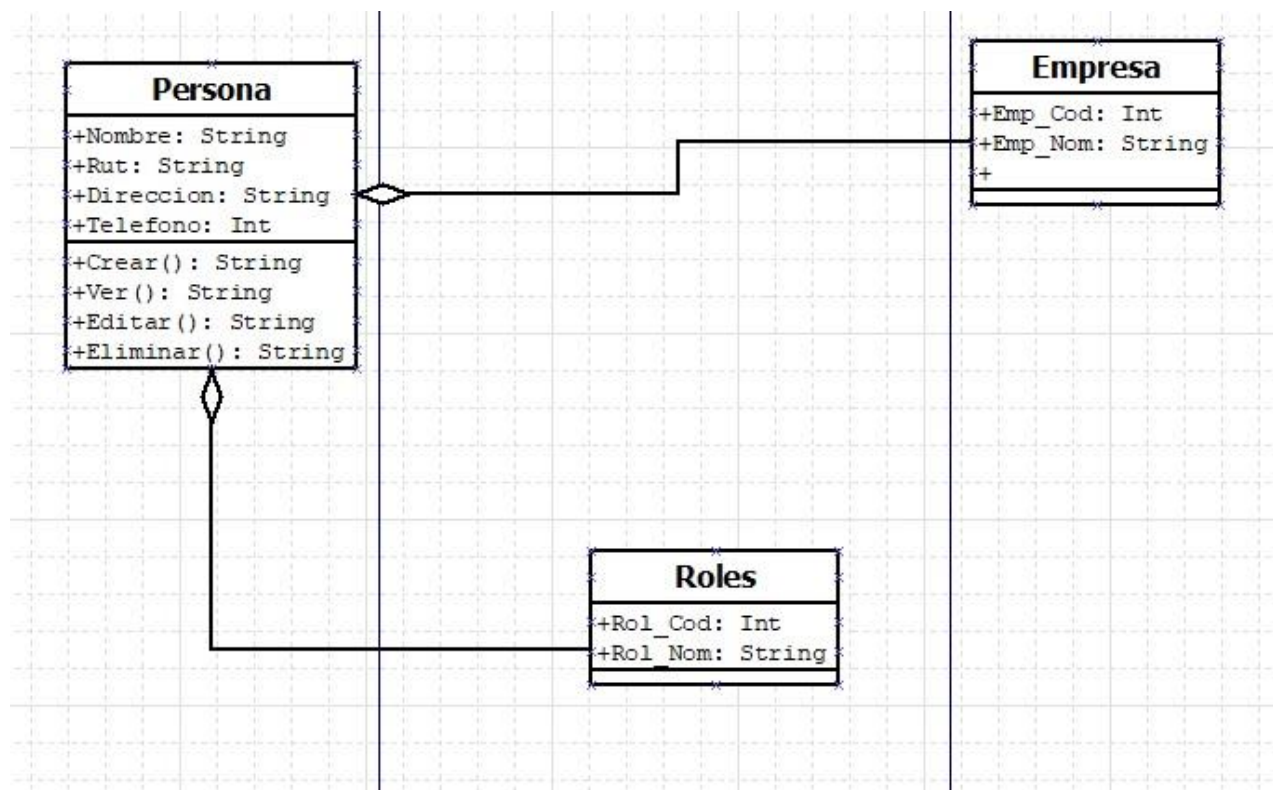 Persona
+Nombre: String
+Rut: String
+Direccion: String
+Telefono: Int
+Crear(): String
+Ver(): String
+Editar(): String
+Eliminar(): String
Empresa
+Emp_Cod: Int
+Emp_Nom: String
+
Roles
+Rol_Cod: Int
+Rol_Nom: String